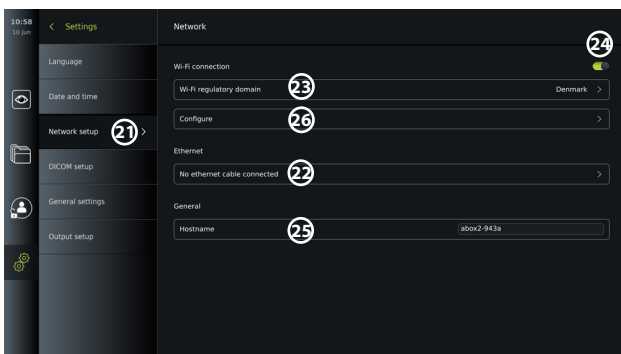 10:58
10 Jun
Settings
Network
24
Language
Wi-Fi connection
Date and time
Wi-Fi regulatory domain
23
Denmark
Network setup
21
Configure
26
Ethernet
DICOM setup
No ethernet cable connected
22
General settings
General
Output setup
Hostname
25
abox2-943a